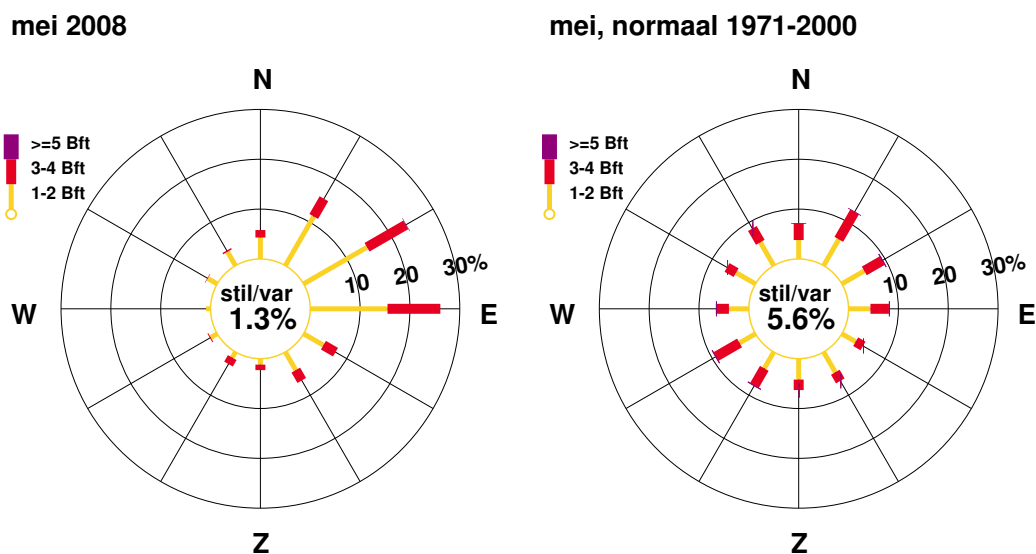 mei 2008
N
>=5 Bft
3-4 Bft
1-2 Bft
W
stil/var
1.3%
10
20
30%
E
Z
mei, normaal 1971-2000
N
>=5 Bft
3-4 Bft
1-2 Bft
W
stil/var
5.6%
10
20
30%
E
Z